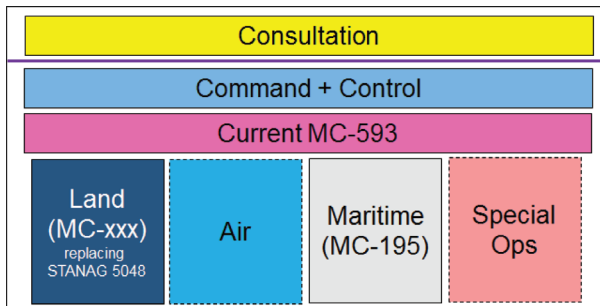 Consultation
Command + Control
Current MC-593
Land
(MC-xxx)
replacing
STANAG 5048
Air
Maritime
(MC-195)
Special
Ops